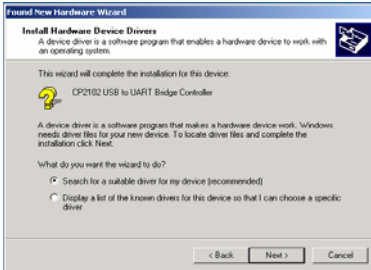 Found New Hardware Wizard
Install Hardware Device Drivers
A device driver is a software program that enables a hardware device to work with
an operating system.
This wizard will complete the installation for this device:
CP2102 USB to UART Bridge Controller
A device driver is a software program that makes a hardware device work. Windows
needs driver files for your new device. To locate driver files and complete the
installation click Next.
What do you want the wizard to do?
Search for a suitable driver for my device (recommended)
Display a list of the known drivers for this device so that I can choose a specific
driver
< Back Next > Cancel